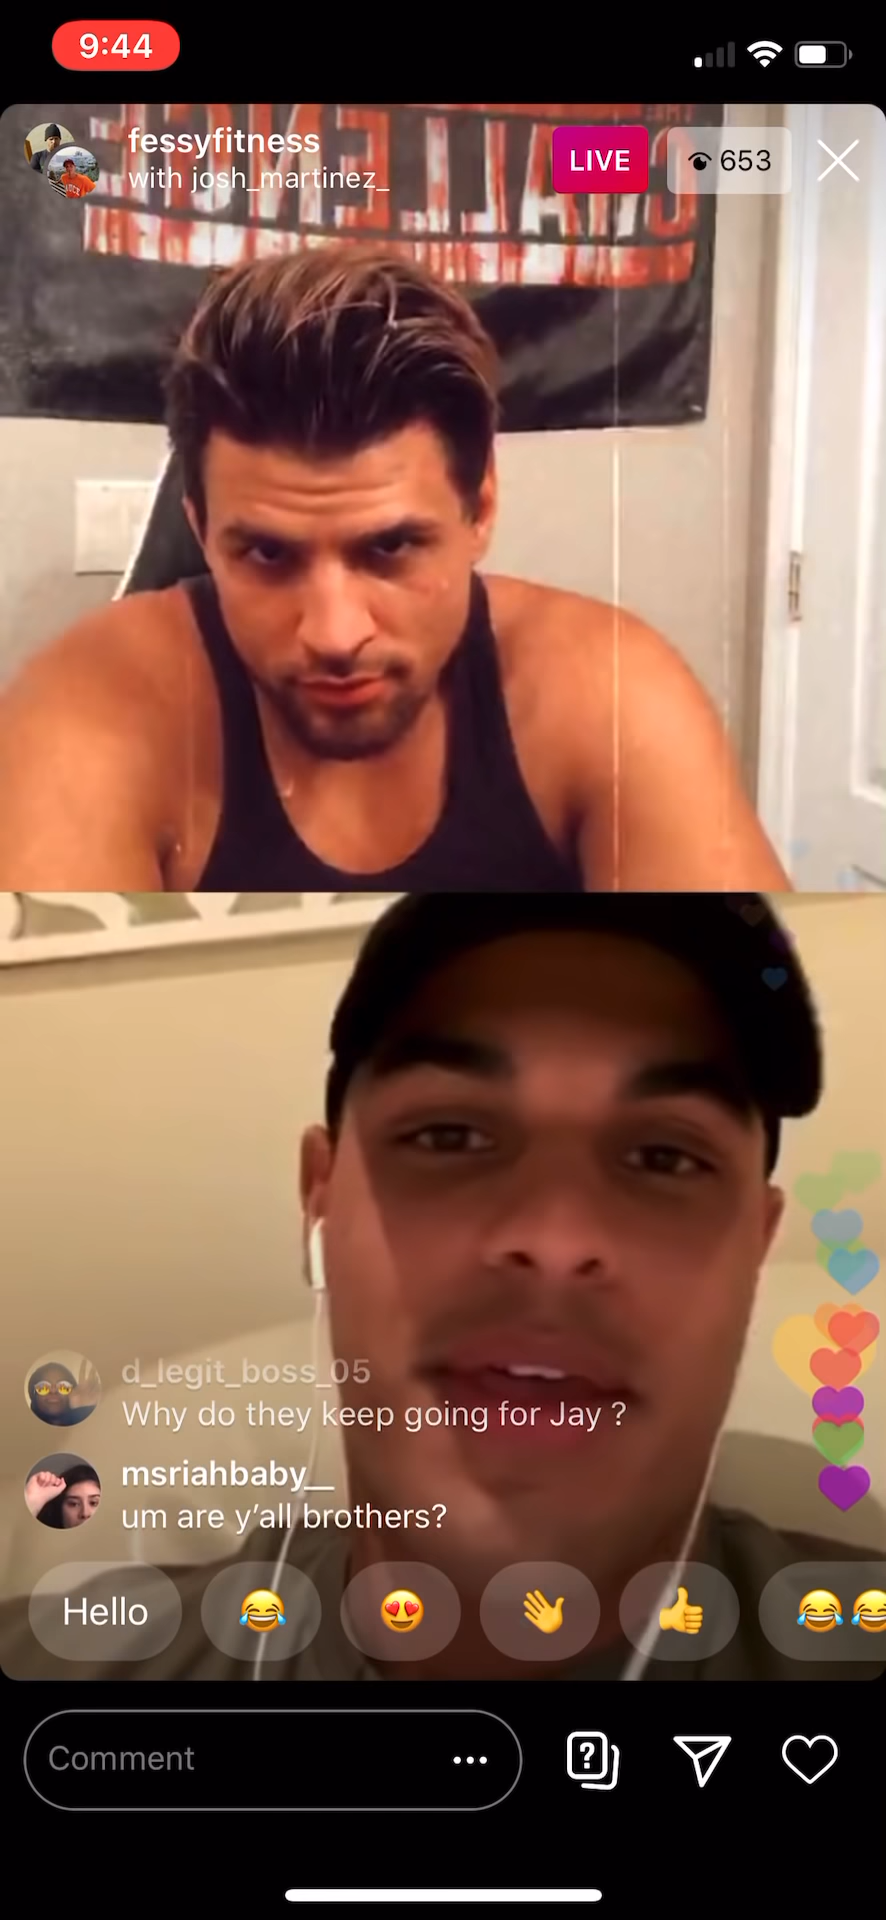 9:44
fessyfitness
with josh_martinez_
LIVE
653
d_legit_boss_05
Why do they keep going for Jay ?
msriahbaby__
um are y’all brothers?
Hello
Comment